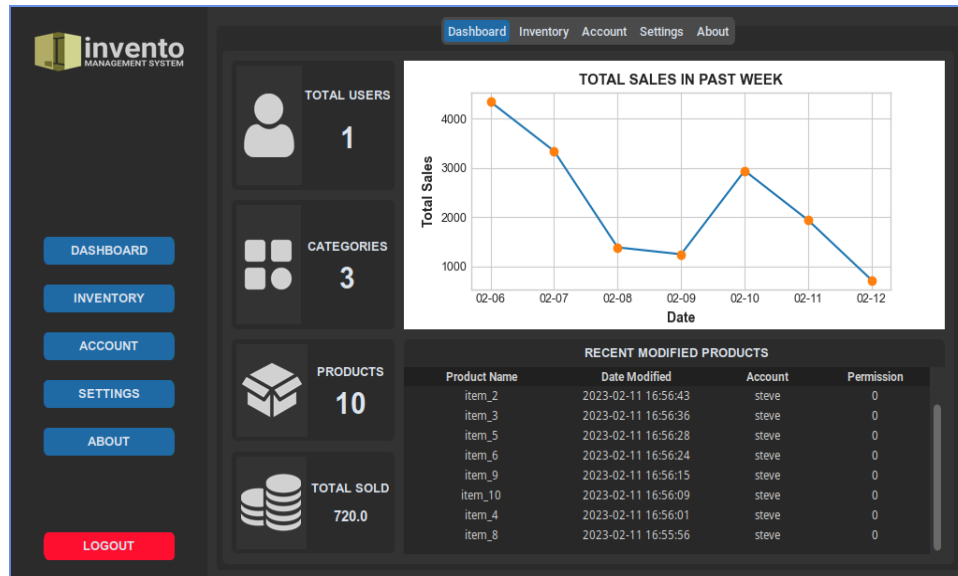 invento
MANAGEMENT SYSTEM
DASHBOARD
INVENTORY
ACCOUNT
SETTINGS
ABOUT
LOGOUT
Dashboard Inventory Account Settings About
TOTAL USERS
1
CATEGORIES
3
PRODUCTS
10
TOTAL SOLD
720.0
TOTAL SALES IN PAST WEEK
Total Sales
4000
3000
2000
1000
02-06 02-07 02-08 02-09 02-10 02-11 02-12
Date
RECENT MODIFIED PRODUCTS
Product Name Date Modified Account Permission
item_2 2023-02-11 16:56:43 steve 0
item_3 2023-02-11 16:56:36 steve 0
item_5 2023-02-11 16:56:28 steve 0
item_6 2023-02-11 16:56:24 steve 0
item_9 2023-02-11 16:56:15 steve 0
item_10 2023-02-11 16:56:09 steve 0
item_4 2023-02-11 16:56:01 steve 0
item_8 2023-02-11 16:55:56 steve 0